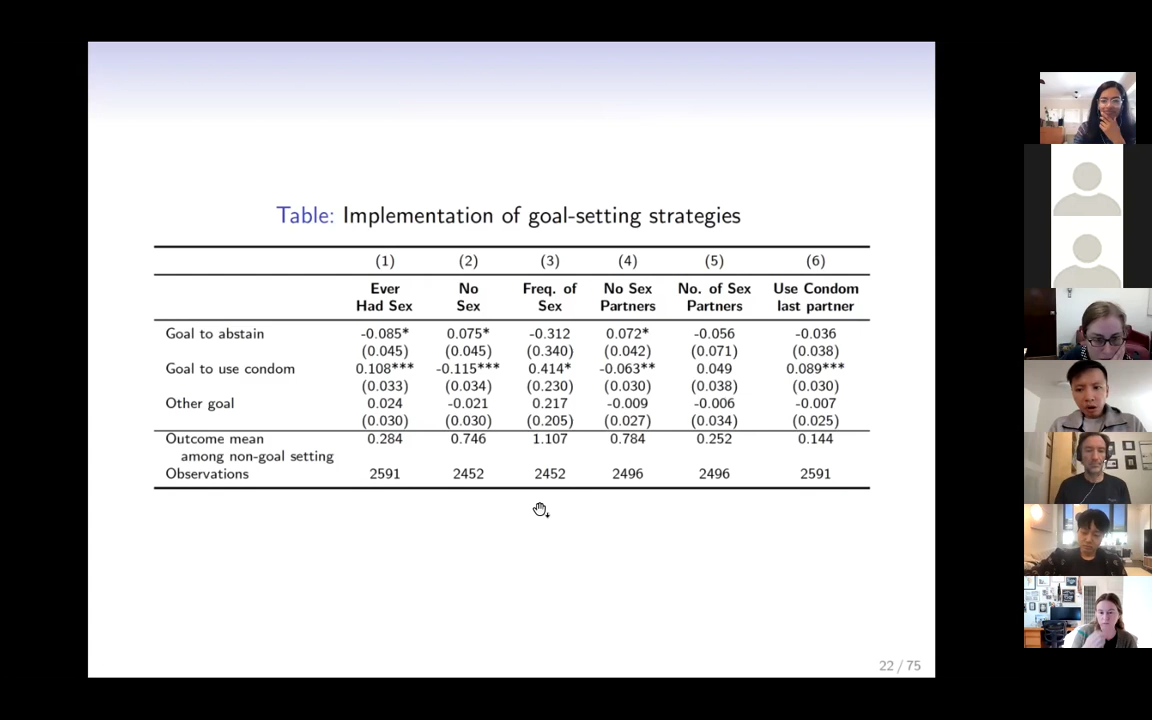 Table: Implementation of goal-setting strategies
(1) (2) (3) (4) (5) (6)
Ever No Freq. of No Sex No. of Sex Use Condom
Had Sex Sex Sex Partners Partners last partner
Goal to abstain -0.085* 0.075* -0.312 0.072* -0.056 -0.036
(0.045) (0.045) (0.340) (0.042) (0.071) (0.038)
Goal to use condom 0.108*** -0.115*** 0.414* -0.063** 0.049 0.089***
(0.033) (0.034) (0.230) (0.030) (0.038) (0.030)
Other goal 0.024 -0.021 0.217 -0.009 -0.006 -0.007
(0.030) (0.030) (0.205) (0.027) (0.034) (0.025)
Outcome mean 0.284 0.746 1.107 0.784 0.252 0.144
among non-goal setting
Observations 2591 2452 2452 2496 2496 2591
22 / 75